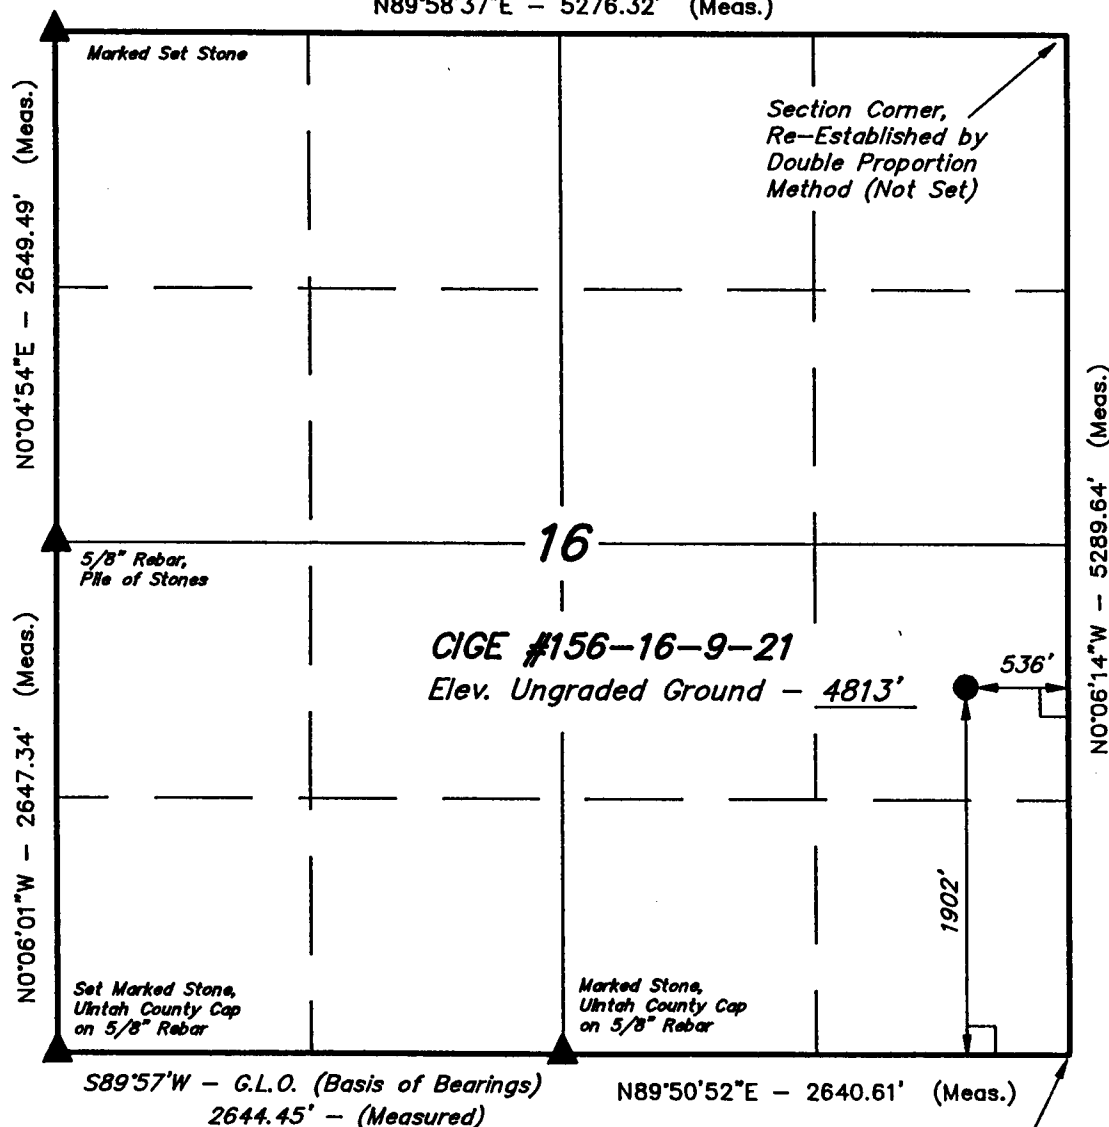 N89°58'37"E – 5276.32' (Meas.)
Marked Set Stone
Section Corner,
Re–Established by
Double Proportion
Method (Not Set)
N0°04'54"E – 2649.49' (Meas.)
16
5/8" Rebar,
Pile of Stones
N0°06'14"W – 5289.64' (Meas.)
CIGE #156–16–9–21
Elev. Ungraded Ground – 4813'
536'
N0°06'01"W – 2647.34' (Meas.)
1902'
Set Marked Stone,
Uintah County Cap
on 5/8" Rebar
Marked Stone,
Uintah County Cap
on 5/8" Rebar
S89°57'W – G.L.O. (Basis of Bearings)
2644.45' – (Measured)
N89°50'52"E – 2640.61' (Meas.)